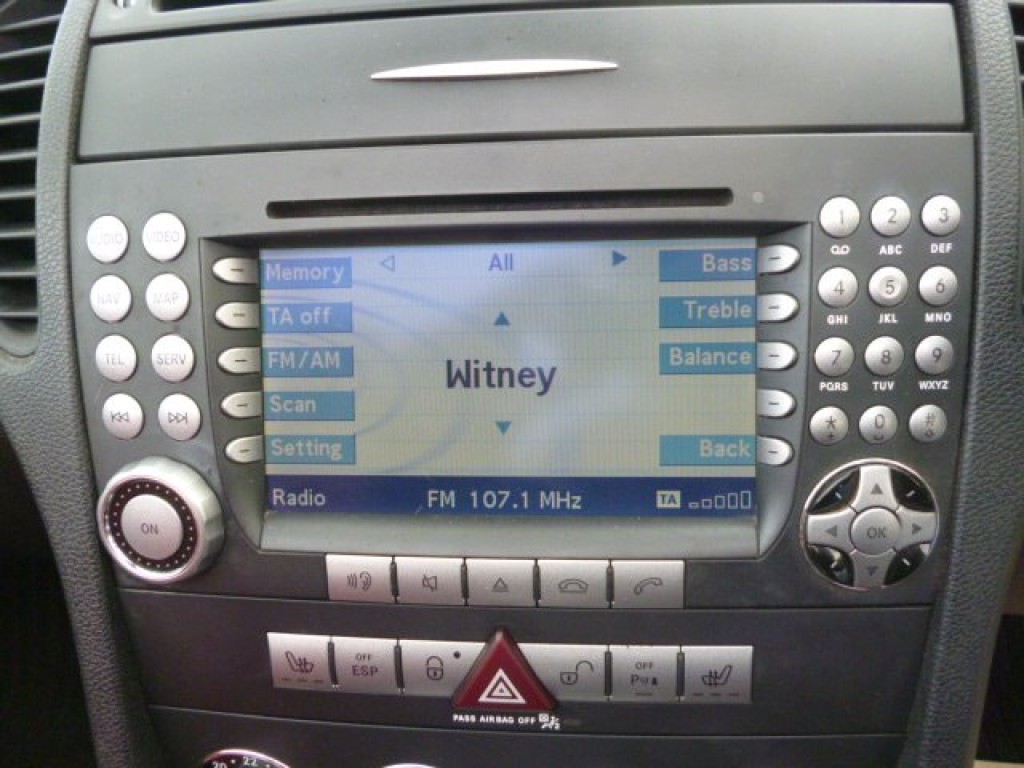 AUDIO VIDEO
NAV MAP
TEL SERV
ON
Memory All Bass
TA off Treble
FM/AM Witney Balance
Scan
Setting Back
Radio FM 107.1 MHz TA
1 2 3
ABC DEF
4 5 6
GHI JKL MNO
7 8 9
PQRS TUV WXYZ
* 0 #
OK
OFF
ESP
OFF
P
PASS AIRBAG OFF
20 22